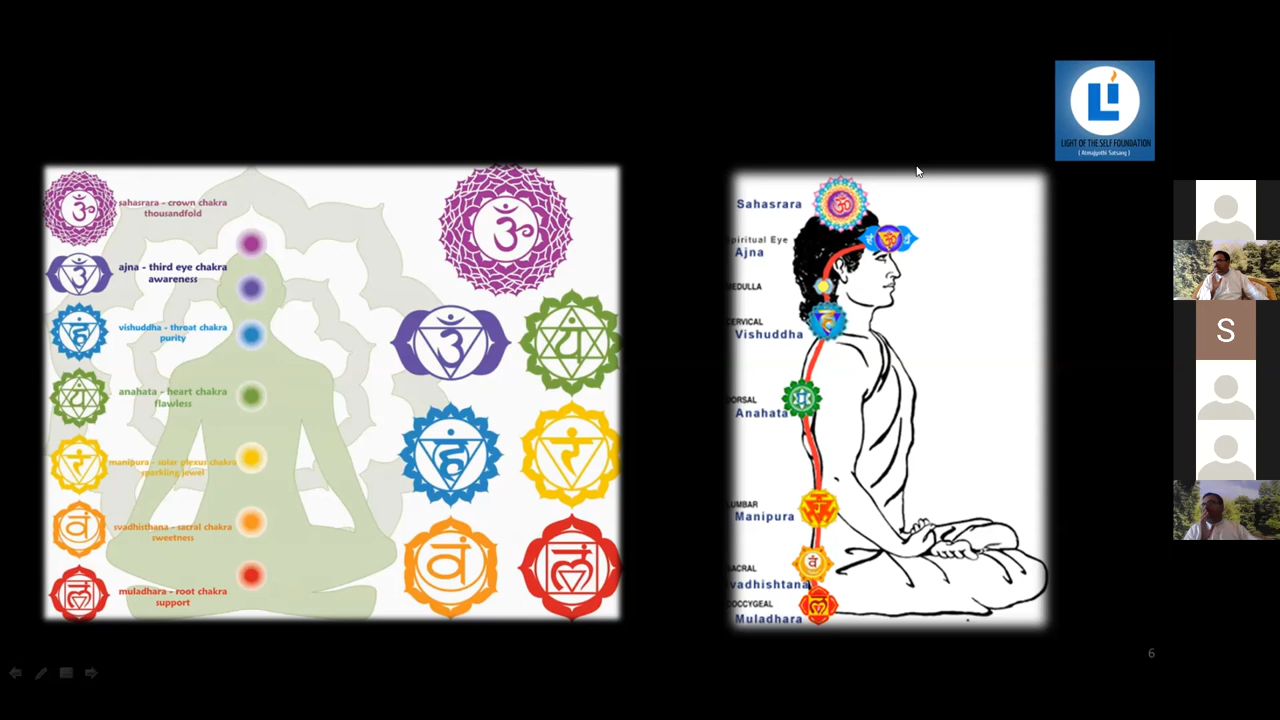 LIGHT OF THE SELF FOUNDATION
( Atmajyothi Satsang )
ॐ
sahasrara - crown chakra
thousandfold
ajna - third eye chakra
awareness
हं
vishuddha - throat chakra
purity
यं
anahata - heart chakra
flawless
रं
manipura - solar plexus chakra
sparkling jewel
वं
svadhisthana - sacral chakra
sweetness
लं
muladhara - root chakra
support
ॐ
यं
हं
रं
वं
लं
Sahasrara
Spiritual Eye
Ajna
MEDULLA
CERVICAL
Vishuddha
DORSAL
Anahata
LUMBAR
Manipura
SACRAL
Svadhishtana
COCCYGEAL
Muladhara
S
6